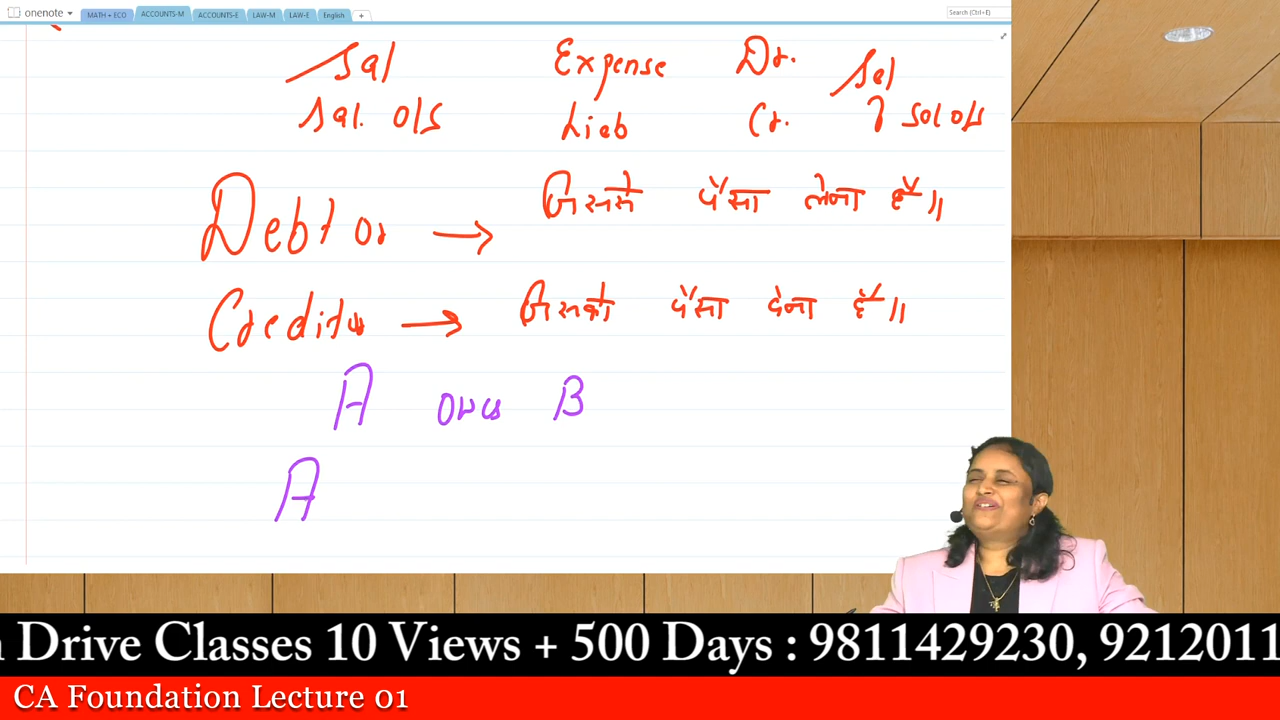 onenote MATH + ECO ACCOUNTS-M ACCOUNTS-E LAW-M LAW-E English + Search (Ctrl+E)
Sal Expense Dr. Sal
Sal. O/S Liab Cr. Sal O/S
Debtor → जिससे पैसा लेना है॥
Creditor → जिसको पैसा देना है॥
A owes B
A
n Drive Classes 10 Views + 500 Days : 9811429230, 9212011
CA Foundation Lecture 01